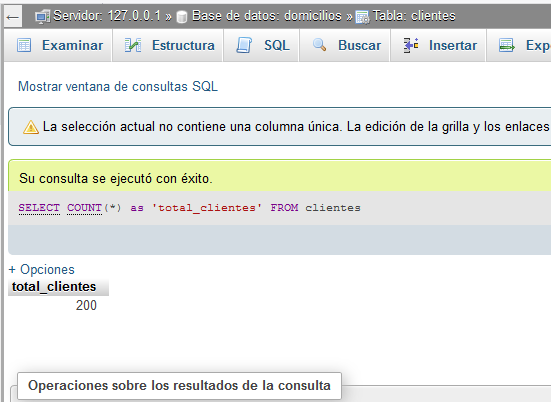 Servidor: 127.0.0.1 » Base de datos: domicilios » Tabla: clientes
Examinar Estructura SQL Buscar Insertar Expo
Mostrar ventana de consultas SQL
La selección actual no contiene una columna única. La edición de la grilla y los enlaces
Su consulta se ejecutó con éxito.
SELECT COUNT(*) as 'total_clientes' FROM clientes
+ Opciones
total_clientes
200
Operaciones sobre los resultados de la consulta